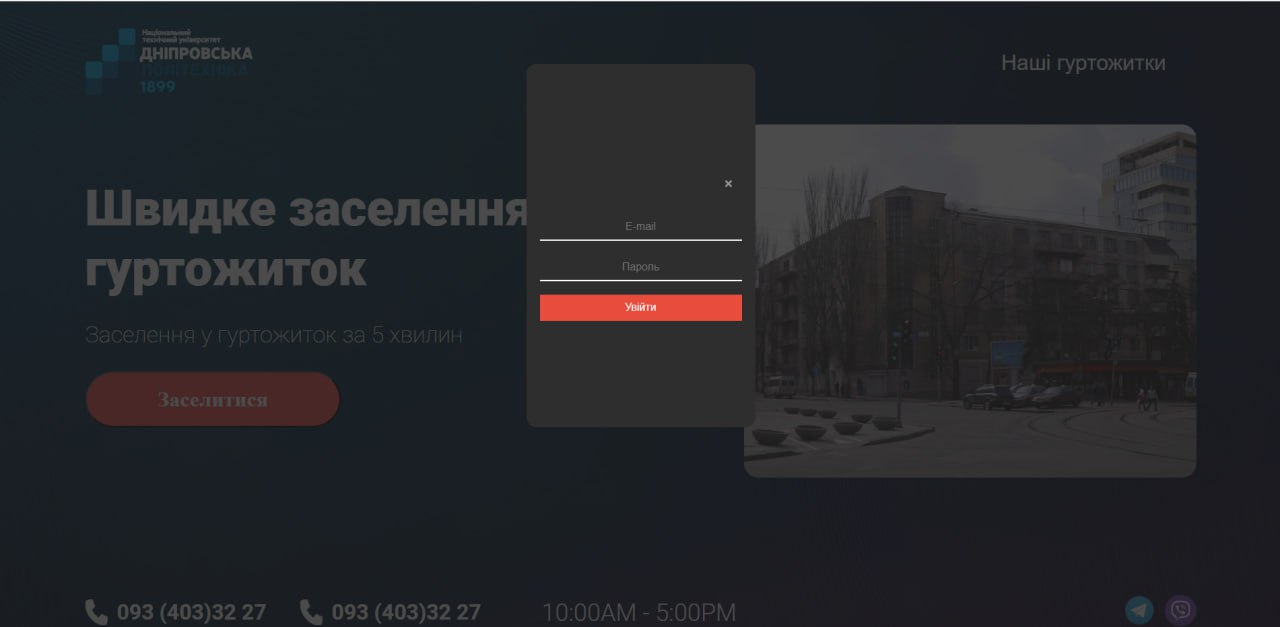 Національний
технічний університет
ДНІПРОВСЬКА
ПОЛІТЕХНІКА
1899
Наші гуртожитки
Швидке заселення
гуртожиток
Заселення у гуртожиток за 5 хвилин
Заселитися
×
E-mail
Пароль
Увійти
093 (403)32 27
093 (403)32 27
10:00AM - 5:00PM